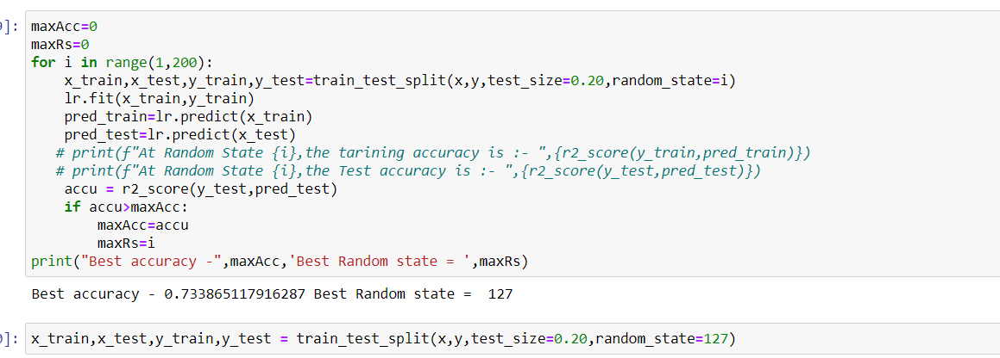 ]: maxAcc=0
maxRs=0
for i in range(1,200):
    x_train,x_test,y_train,y_test=train_test_split(x,y,test_size=0.20,random_state=i)
    lr.fit(x_train,y_train)
    pred_train=lr.predict(x_train)
    pred_test=lr.predict(x_test)
   # print(f"At Random State {i},the tarining accuracy is :- ",{r2_score(y_train,pred_train)})
   # print(f"At Random State {i},the Test accuracy is :- ",{r2_score(y_test,pred_test)})
    accu = r2_score(y_test,pred_test)
    if accu>maxAcc:
        maxAcc=accu
        maxRs=i
print("Best accuracy -",maxAcc,'Best Random state = ',maxRs)
Best accuracy - 0.733865117916287 Best Random state =  127
]: x_train,x_test,y_train,y_test = train_test_split(x,y,test_size=0.20,random_state=127)